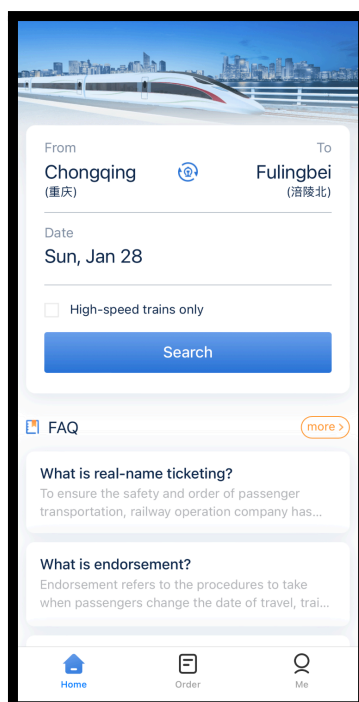 From To
Chongqing Fulingbei
(重庆) (涪陵北)
Date
Sun, Jan 28
High-speed trains only
Search
FAQ more >
What is real-name ticketing?
To ensure the safety and order of passenger
transportation, railway operation company has...
What is endorsement?
Endorsement refers to the procedures to take
when passengers change the date of travel, trai...
Home Order Me